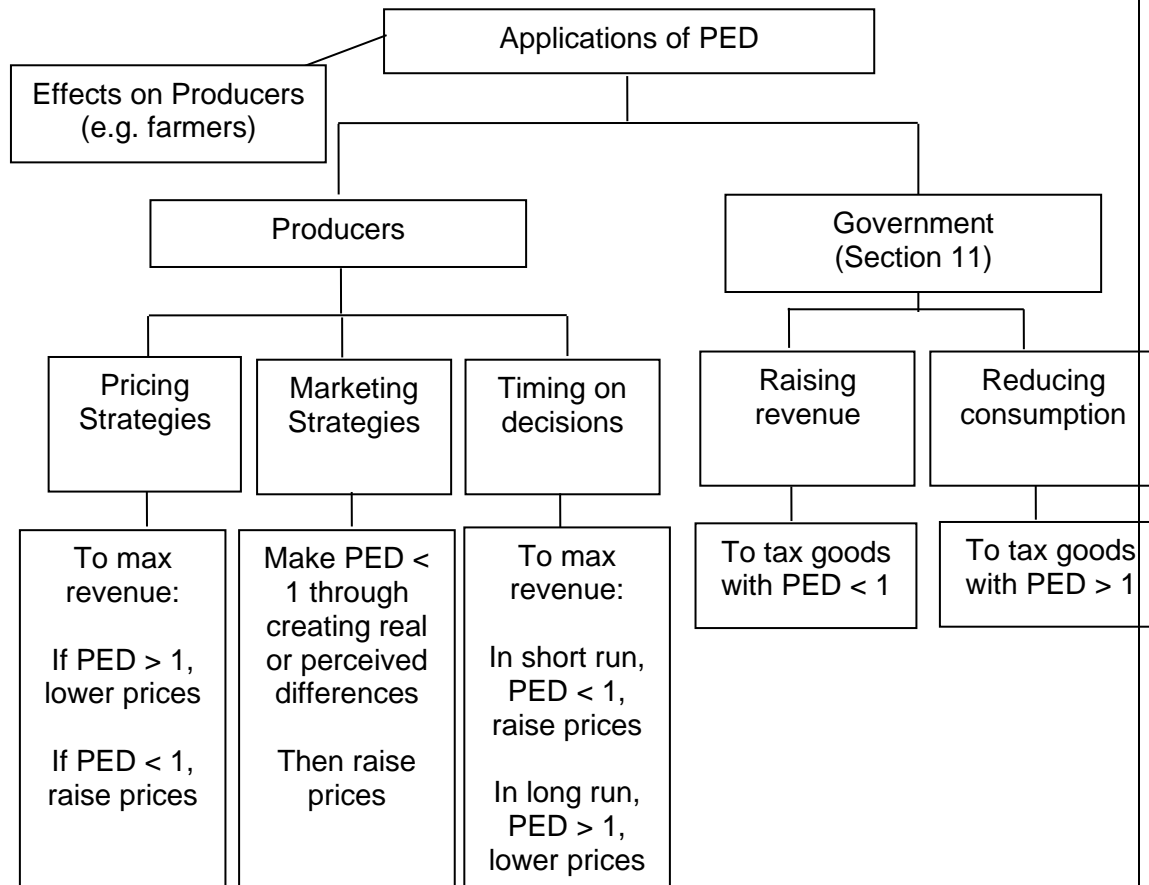 Applications of PED
Effects on Producers
(e.g. farmers)
Producers
Government
(Section 11)
Pricing
Strategies
Marketing
Strategies
Timing on
decisions
Raising
revenue
Reducing
consumption
To max
revenue:
If PED > 1,
lower prices
If PED < 1,
raise prices
Make PED <
1 through
creating real
or perceived
differences
Then raise
prices
To max
revenue:
In short run,
PED < 1,
raise prices
In long run,
PED > 1,
lower prices
To tax goods
with PED < 1
To tax goods
with PED > 1